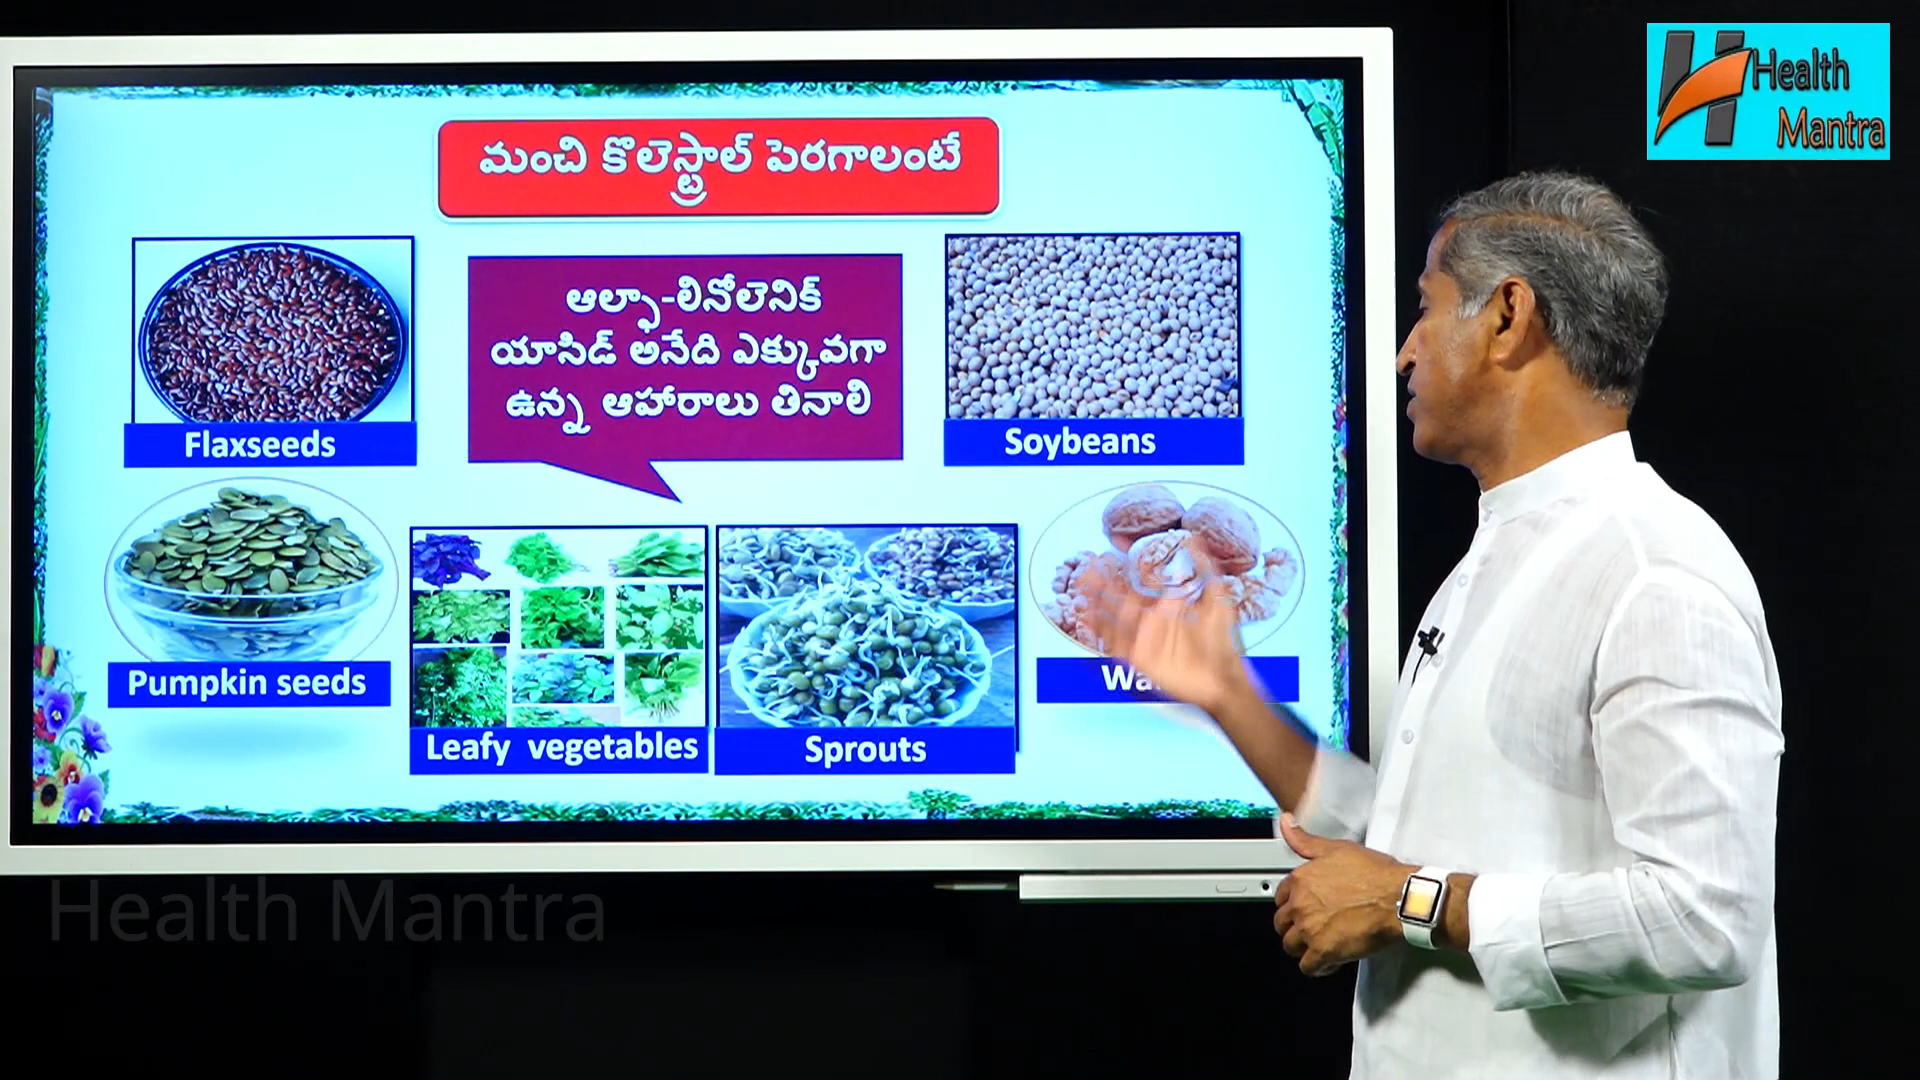 Health
Mantra
మంచి కొలెస్ట్రాల్ పెరగాలంటే
ఆల్ఫా-లినోలెనిక్
యాసిడ్ అనేది ఎక్కువగా
ఉన్న ఆహారాలు తినాలి
Flaxseeds
Soybeans
Pumpkin seeds
Leafy vegetables
Sprouts
Health Mantra